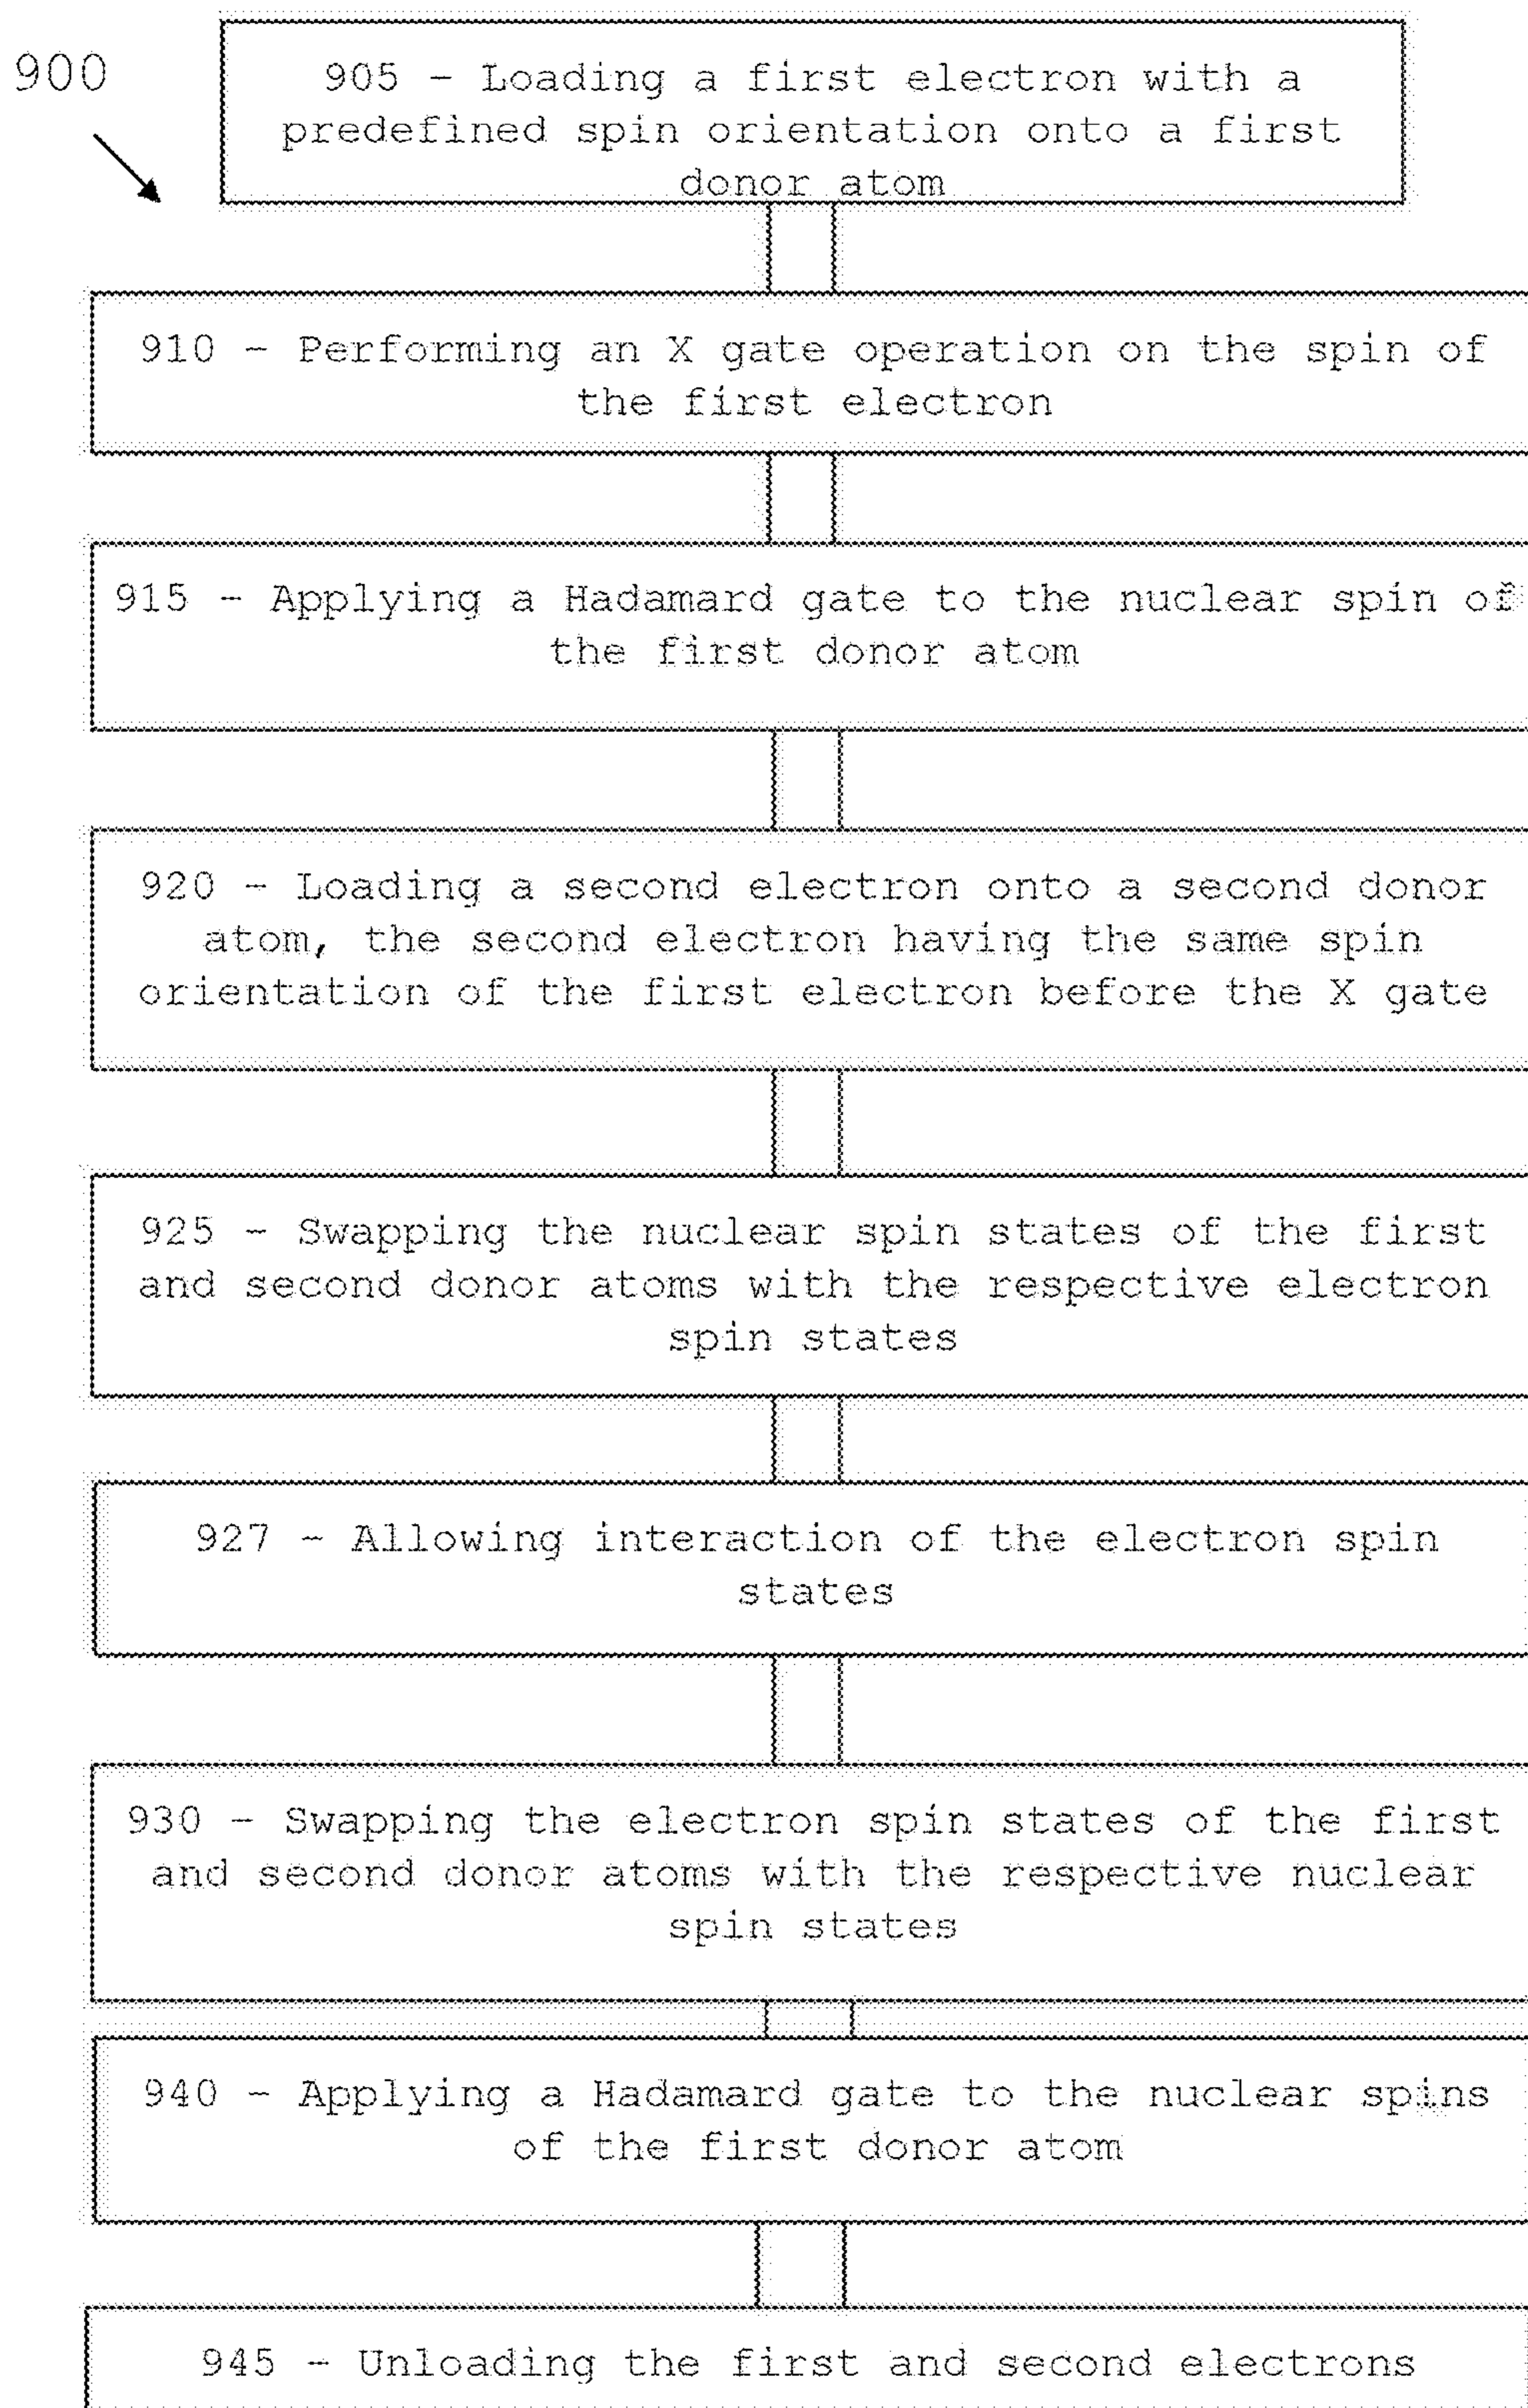 900
905 – Loading a first electron with a
predefined spin orientation onto a first
donor atom
910 – Performing an X gate operation on the spin of
the first electron
915 – Applying a Hadamard gate to the nuclear spin of
the first donor atom
920 – Loading a second electron onto a second donor
atom, the second electron having the same spin
orientation of the first electron before the X gate
925 – Swapping the nuclear spin states of the first
and second donor atoms with the respective electron
spin states
927 – Allowing interaction of the electron spin
states
930 – Swapping the electron spin states of the first
and second donor atoms with the respective nuclear
spin states
940 – Applying a Hadamard gate to the nuclear spins
of the first donor atom
945 – Unloading the first and second electrons